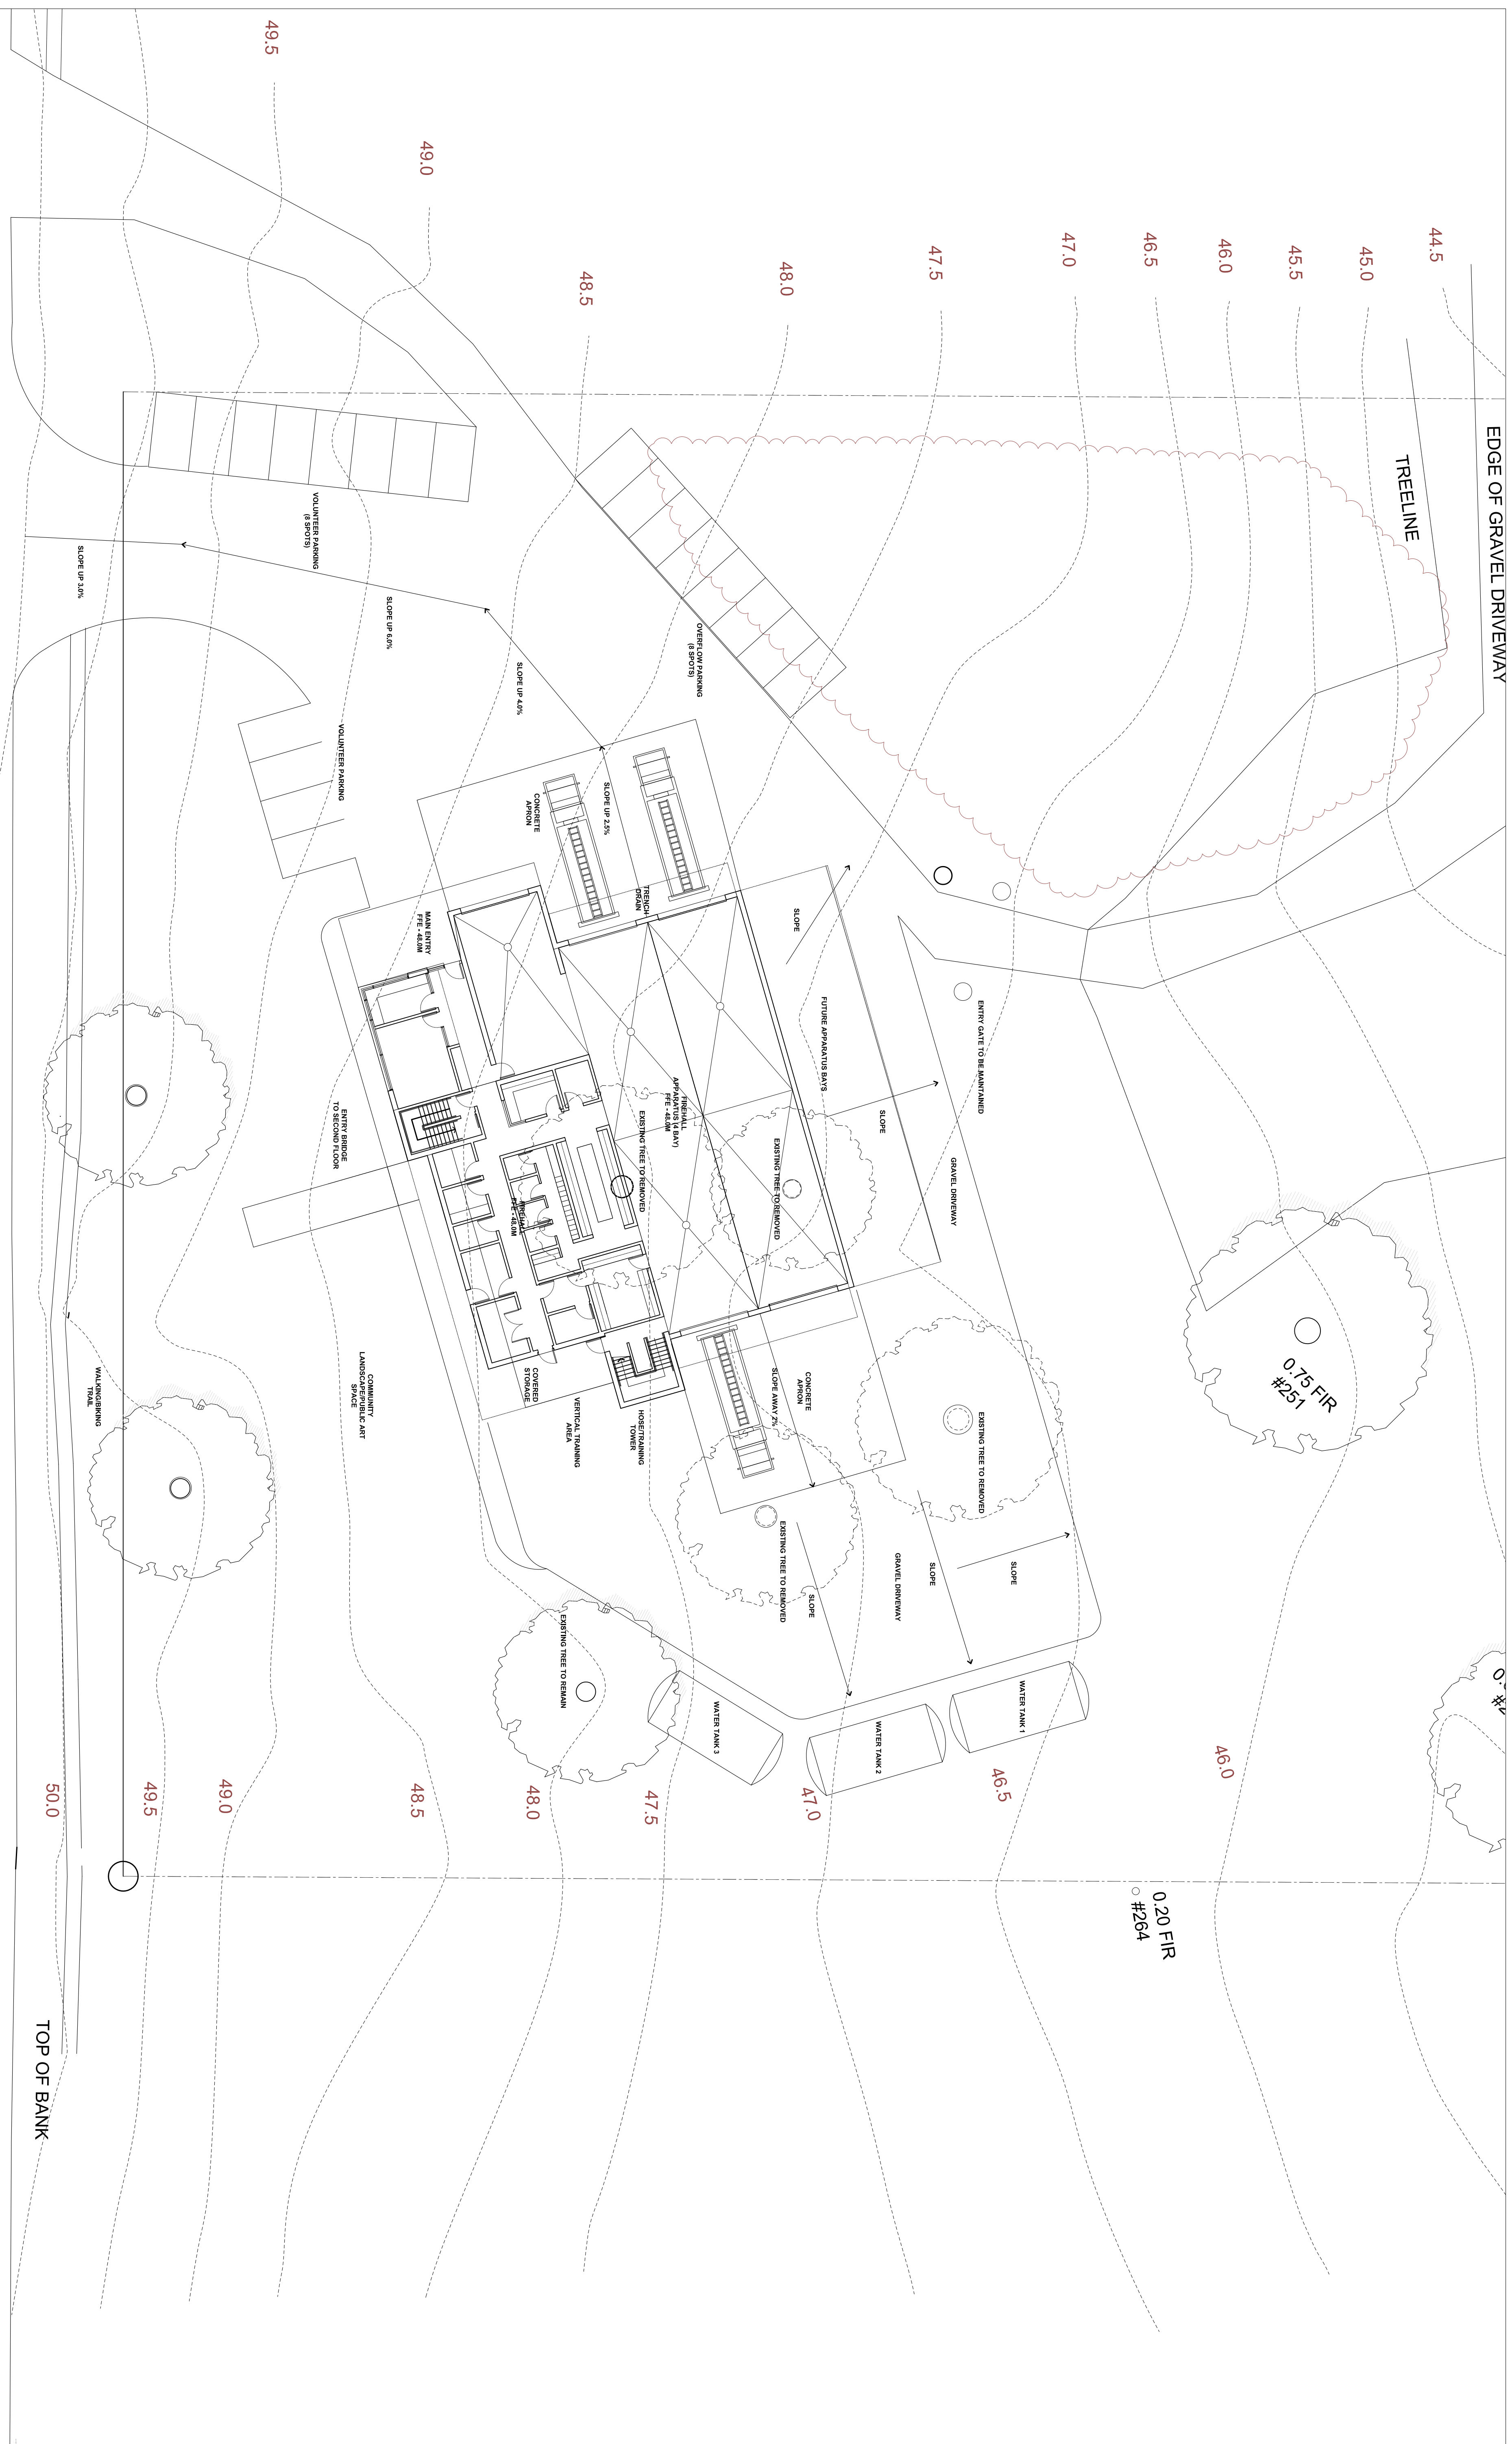 EDGE OF GRAVEL DRIVEWAY
TREELINE
44.5
45.0
45.5
46.0
46.5
47.0
47.5
48.0
48.5
49.0
49.5
0.75 FIR
#251
0.20 FIR
#264
46.0
46.5
47.0
47.5
48.0
48.5
49.0
49.5
50.0
TOP OF BANK
ENTRY GATE TO BE MAINTAINED
GRAVEL DRIVEWAY
SLOPE
SLOPE
FUTURE APPARATUS BAYS
EXISTING TREE TO REMOVED
EXISTING TREE TO REMOVED
SLOPE
SLOPE
GRAVEL DRIVEWAY
SLOPE
EXISTING TREE TO REMOVED
WATER TANK 1
WATER TANK 2
WATER TANK 3
CONCRETE
APRON
SLOPE AWAY 2%
OVERFLOW PARKING
(8 SPOTS)
FIREHALL
APPARATUS (4 BAY)
FFE - 48.0M
TRENCH
DRAIN
EXISTING TREE TO REMOVED
HOSE/TRAINING
TOWER
SLOPE UP 2.5%
VERTICAL TRAINING
AREA
EXISTING TREE TO REMAIN
CONCRETE
APRON
COVERED
STORAGE
SLOPE UP 4.0%
FIREHALL
FFE - 48.0M
MAIN ENTRY
FFE - 48.0M
SLOPE UP 6.0%
VOLUNTEER PARKING
VOLUNTEER PARKING
(8 SPOTS)
ENTRY BRIDGE
TO SECOND FLOOR
COMMUNITY
LANDSCAPE/PUBLIC ART
SPACE
SLOPE UP 3.0%
WALKING/BIKING
TRAIL